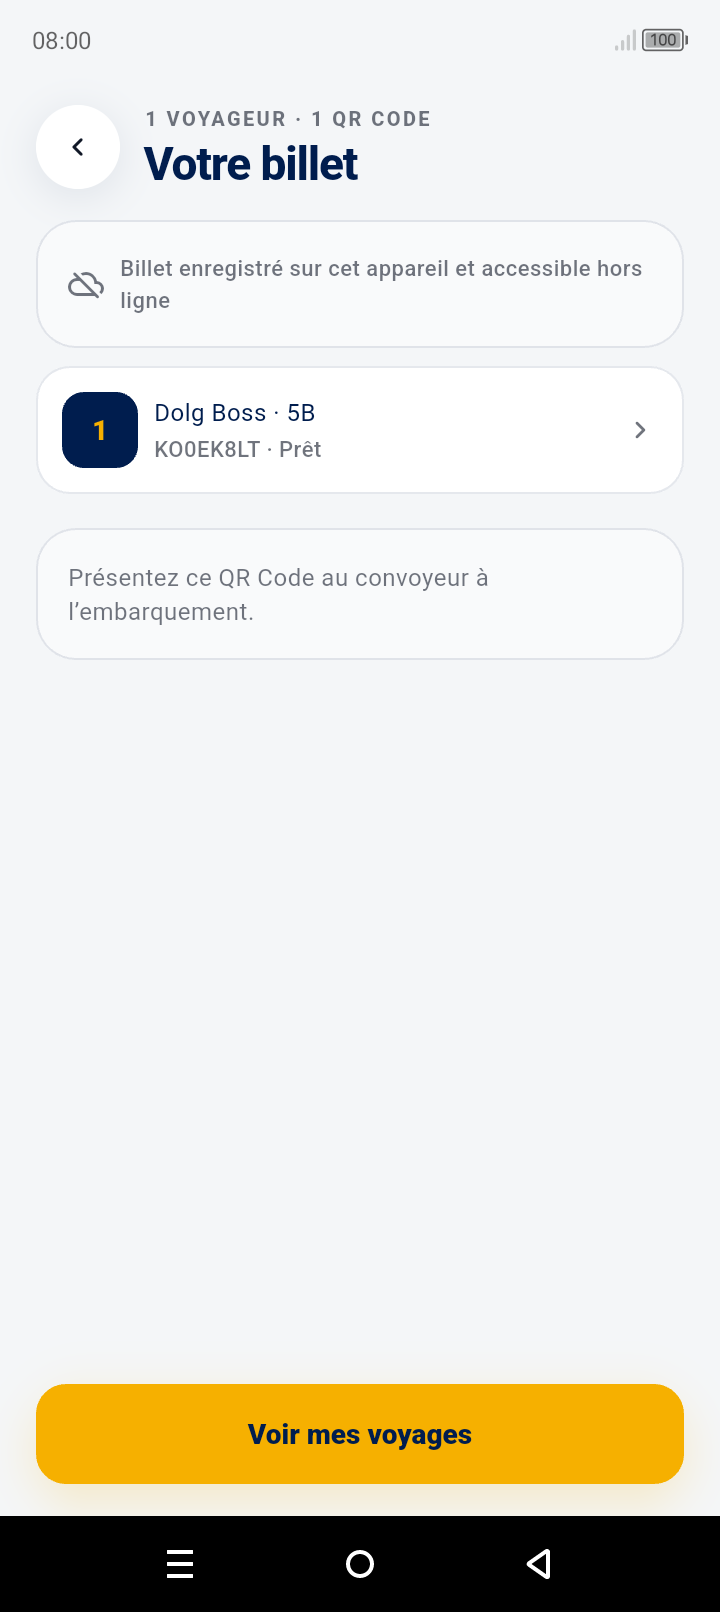 08:00
100
1 VOYAGEUR · 1 QR CODE
Votre billet
Billet enregistré sur cet appareil et accessible hors
ligne
1
Dolg Boss · 5B
KO0EK8LT · Prêt
Présentez ce QR Code au convoyeur à
l’embarquement.
Voir mes voyages